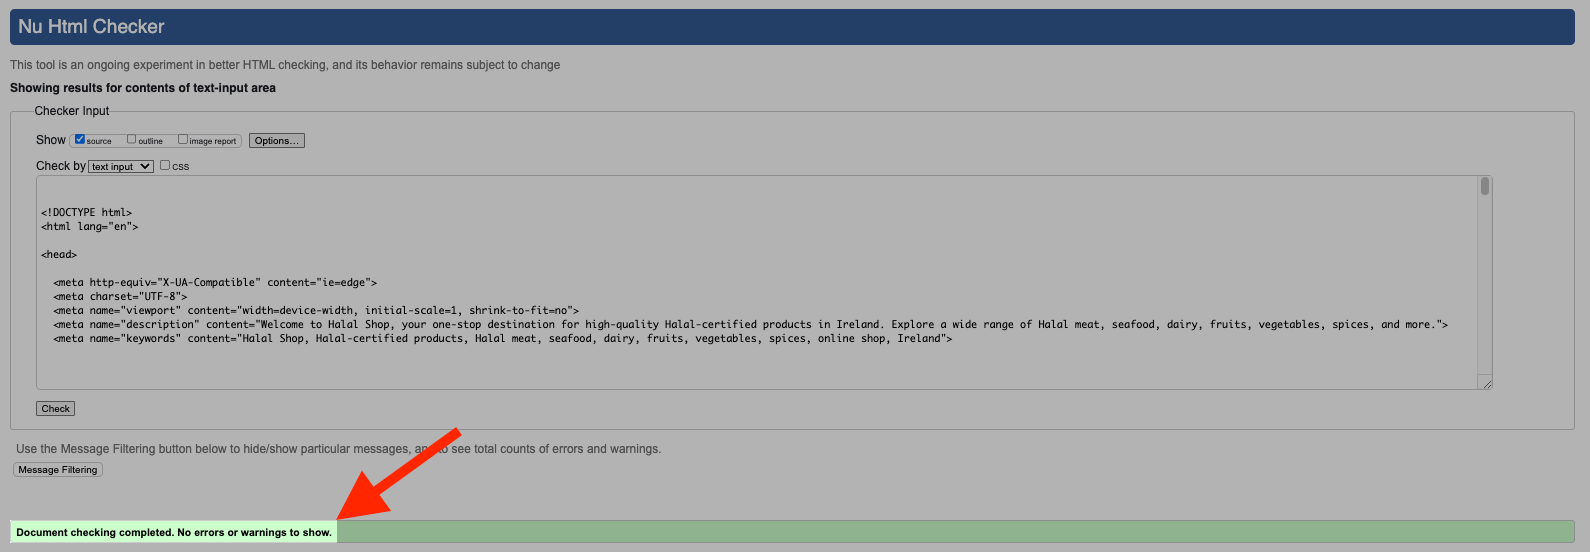 Nu Html Checker
This tool is an ongoing experiment in better HTML checking, and its behavior remains subject to change
Showing results for contents of text-input area
Checker Input
Show source outline image report Options...
Check by text input css
<!DOCTYPE html>
<html lang="en">
<head>
<meta http-equiv="X-UA-Compatible" content="ie=edge">
<meta charset="UTF-8">
<meta name="viewport" content="width=device-width, initial-scale=1, shrink-to-fit=no">
<meta name="description" content="Welcome to Halal Shop, your one-stop destination for high-quality Halal-certified products in Ireland. Explore a wide range of Halal meat, seafood, dairy, fruits, vegetables, spices, and more.">
<meta name="keywords" content="Halal Shop, Halal-certified products, Halal meat, seafood, dairy, fruits, vegetables, spices, online shop, Ireland">
Check
Use the Message Filtering button below to hide/show particular messages, to see total counts of errors and warnings.
Message Filtering
Document checking completed. No errors or warnings to show.